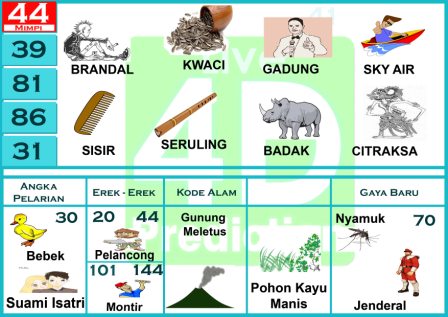 44
MIMPI
39
81
86
31
BRANDAL
KWACI
GADUNG
SKY AIR
SISIR
SERULING
BADAK
CITRAKSA
4D
Prediction
ANGKA
PELARIAN
EREK - EREK
KODE ALAM
GAYA BARU
30
Bebek
Suami Isatri
20 44
Pelancong
101 144
Montir
Gunung
Meletus
Pohon Kayu
Manis
Nyamuk 70
Jenderal